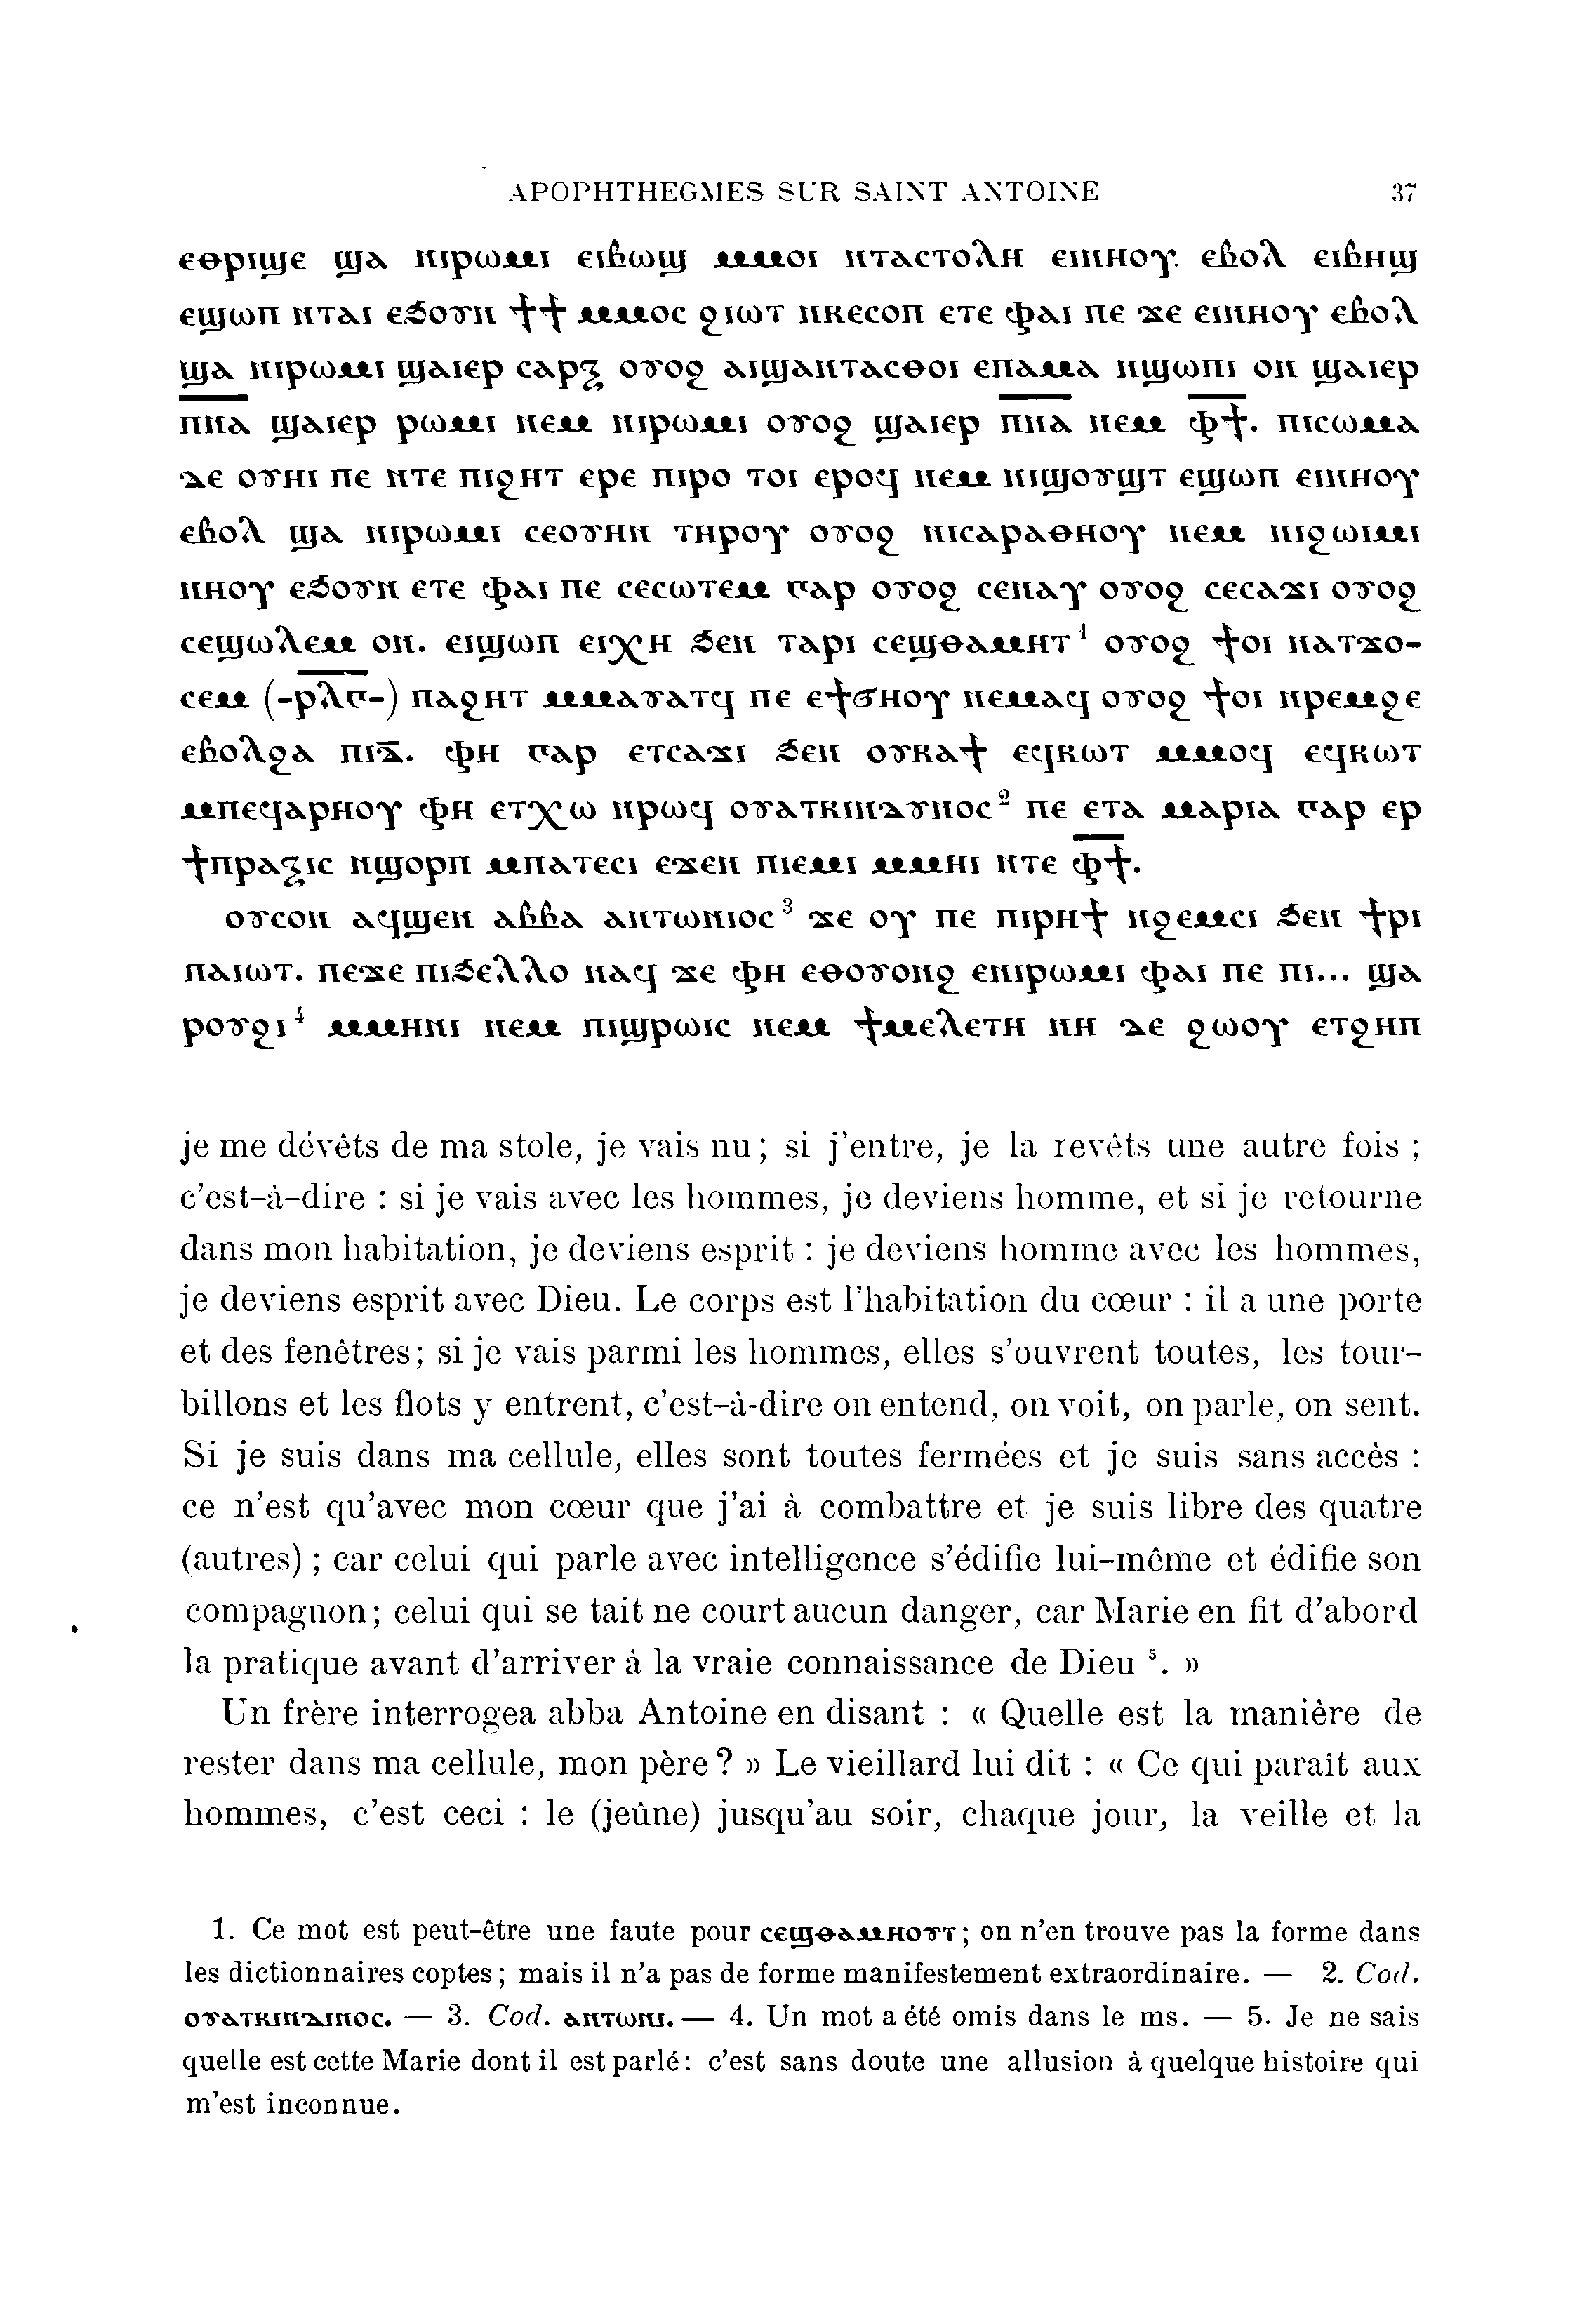 APOPHTHEGMES SUR SAINT ANTOINE 37
ⲉⲑⲣⲓϣⲉ ϣⲁ ⲛⲓⲣⲱⲙⲓ ⲉⲓⲃⲱϣ ⲙⲙⲟⲓ ⲛⲧⲁⲥⲧⲟⲗⲏ ⲉⲓⲛⲏⲟⲩ ⲉⲃⲟⲗ ⲉⲓⲃⲏϣ
ⲉϣⲱⲡ ⲛⲧⲁⲓ ⲉϧⲟⲩⲛ ϯϯ ⲙⲙⲟⲥ ϩⲓⲱⲧ ⲛⲕⲉⲥⲟⲡ ⲉⲧⲉ ⲫⲁⲓ ⲡⲉ ϫⲉ ⲉⲓⲛⲏⲟⲩ ⲉⲃⲟⲗ
ϣⲁ ⲛⲓⲣⲱⲙⲓ ϣⲁⲓⲉⲣ ⲥⲁⲣⲝ ⲟⲩⲟϩ ⲁⲓϣⲁⲛⲧⲁⲥⲑⲟⲓ ⲉⲡⲁⲙⲁ ⲛϣⲱⲡⲓ ⲟⲛ ϣⲁⲓⲉⲣ
ⲡ̅ⲛ̅ⲁ̅ ϣⲁⲓⲉⲣ ⲣⲱⲙⲓ ⲛⲉⲙ ⲛⲓⲣⲱⲙⲓ ⲟⲩⲟϩ ϣⲁⲓⲉⲣ ⲡ̅ⲛ̅ⲁ̅ ⲛⲉⲙ ⲫ̅ϯ̅. ⲡⲓⲥⲱⲙⲁ
ⲇⲉ ⲟⲩⲏⲓ ⲡⲉ ⲛⲧⲉ ⲡⲓϩⲏⲧ ⲉⲣⲉ ⲡⲓⲣⲟ ⲧⲟⲓ ⲉⲣⲟϥ ⲛⲉⲙ ⲛⲓϣⲟⲩϣⲧ ⲉϣⲱⲡ ⲉⲓⲛⲏⲟⲩ
ⲉⲃⲟⲗ ϣⲁ ⲛⲓⲣⲱⲙⲓ ⲥⲉⲟⲩⲏⲛ ⲧⲏⲣⲟⲩ ⲟⲩⲟϩ ⲛⲓⲥⲁⲣⲁⲑⲏⲟⲩ ⲛⲉⲙ ⲛⲓϩⲱⲓⲙⲓ
ⲛⲏⲟⲩ ⲉϧⲟⲩⲛ ⲉⲧⲉ ⲫⲁⲓ ⲡⲉ ⲥⲉⲥⲱⲧⲉⲙ ⲅⲁⲣ ⲟⲩⲟϩ ⲥⲉⲛⲁⲩ ⲟⲩⲟϩ ⲥⲉⲥⲁϫⲓ ⲟⲩⲟϩ
ⲥⲉϣⲱⲗⲉⲙ ⲟⲛ. ⲉⲓϣⲱⲡ ⲉⲓⲭⲏ ϧⲉⲛ ⲧⲁⲣⲓ ⲥⲉϣⲑⲁⲙⲏⲧ¹ ⲟⲩⲟϩ ϯⲟⲓ ⲛⲁⲧϫⲟ-
ⲥⲉⲙ (-ⲣ̅ⲗ̅ⲅ̅-) ⲡⲁϩⲏⲧ ⲙⲙⲁⲩⲁⲧϥ ⲡⲉ ⲉϯϭⲏⲟⲩ ⲛⲉⲙⲁϥ ⲟⲩⲟϩ ϯⲟⲓ ⲛⲣⲉⲙϩⲉ
ⲉⲃⲟⲗϩⲁ ⲡⲓⲇ̅. ⲫⲏ ⲅⲁⲣ ⲉⲧⲥⲁϫⲓ ϧⲉⲛ ⲟⲩⲕⲁϯ ⲉϥⲕⲱⲧ ⲙⲙⲟϥ ⲉϥⲕⲱⲧ
ⲙⲡⲉϥⲁⲣⲏⲟⲩ ⲫⲏ ⲉⲧⲭⲱ ⲛⲣⲱϥ ⲟⲩⲁⲧⲕⲓⲛⲇⲩⲛⲟⲥ² ⲡⲉ ⲉⲧⲁ ⲙⲁⲣⲓⲁ ⲅⲁⲣ ⲉⲣ
ϯⲡⲣⲁⲝⲓⲥ ⲛϣⲟⲣⲡ ⲙⲡⲁⲧⲉⲥⲓ ⲉϫⲉⲛ ⲡⲓⲉⲙⲓ ⲙⲙⲏⲓ ⲛⲧⲉ ⲫ̅ϯ̅.
ⲟⲩⲥⲟⲛ ⲁϥϣⲉⲛ ⲁⲃⲃⲁ ⲁⲛⲧⲱⲛⲓⲟⲥ³ ϫⲉ ⲟⲩ ⲡⲉ ⲡⲓⲣⲏϯ ⲛϩⲉⲙⲥⲓ ϧⲉⲛ ϯⲣⲓ
ⲡⲁⲓⲱⲧ. ⲡⲉϫⲉ ⲡⲓϧⲉⲗⲗⲟ ⲛⲁϥ ϫⲉ ⲫⲏ ⲉⲑⲟⲩⲟⲛϩ ⲉⲛⲓⲣⲱⲙⲓ ⲫⲁⲓ ⲡⲉ ⲡⲓ... ϣⲁ
ⲣⲟⲩϩⲓ⁴ ⲙⲙⲏⲛⲓ ⲛⲉⲙ ⲡⲓϣⲣⲱⲓⲥ ⲛⲉⲙ ϯⲙⲉⲗⲉⲧⲏ ⲛⲏ ⲇⲉ ϩⲱⲟⲩ ⲉⲧϩⲏⲡ
je me dévêts de ma stole, je vais nu; si j'entre, je la revêts une autre fois ;
c'est-à-dire : si je vais avec les hommes, je deviens homme, et si je retourne
dans mon habitation, je deviens esprit : je deviens homme avec les hommes,
je deviens esprit avec Dieu. Le corps est l'habitation du cœur : il a une porte
et des fenêtres; si je vais parmi les hommes, elles s'ouvrent toutes, les tour-
billons et les flots y entrent, c'est-à-dire on entend, on voit, on parle, on sent.
Si je suis dans ma cellule, elles sont toutes fermées et je suis sans accès :
ce n'est qu'avec mon cœur que j'ai à combattre et je suis libre des quatre
(autres) ; car celui qui parle avec intelligence s'édifie lui-même et édifie son
compagnon; celui qui se tait ne court aucun danger, car Marie en fit d'abord
la pratique avant d'arriver à la vraie connaissance de Dieu ⁵. »
Un frère interrogea abba Antoine en disant : « Quelle est la manière de
rester dans ma cellule, mon père ? » Le vieillard lui dit : « Ce qui paraît aux
hommes, c'est ceci : le (jeûne) jusqu'au soir, chaque jour, la veille et la
1. Ce mot est peut-être une faute pour ⲥⲉϣⲑⲁⲙⲏⲟⲩⲧ; on n'en trouve pas la forme dans
les dictionnaires coptes; mais il n'a pas de forme manifestement extraordinaire. — 2. Cod.
ⲟⲩⲁⲧⲕⲓⲛⲇⲓⲛⲟⲥ. — 3. Cod. ⲁⲛⲧⲱⲛⲓ. — 4. Un mot a été omis dans le ms. — 5. Je ne sais
quelle est cette Marie dont il est parlé: c'est sans doute une allusion à quelque histoire qui
m'est inconnue.